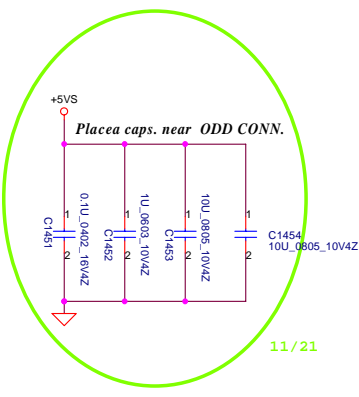 +5VS
Placea caps. near ODD CONN.
1
1
1
1
C1451
0.1U_0402_16V4Z
C1452
1U_0603_10V4Z
C1453
10U_0805_10V4Z
C1454
10U_0805_10V4Z
2
2
2
2
11/21